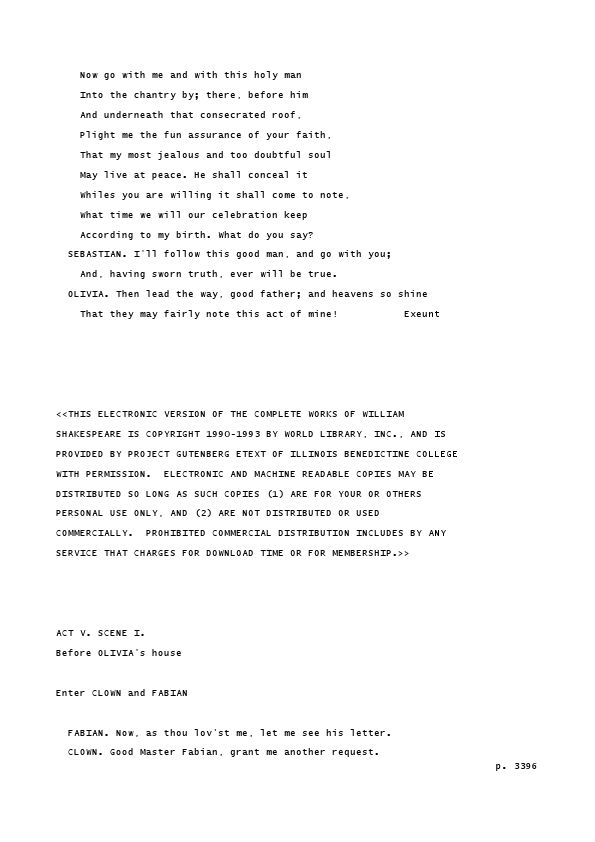 Now go with me and with this holy man
Into the chantry by; there, before him
And underneath that consecrated roof,
Plight me the fun assurance of your faith,
That my most jealous and too doubtful soul
May live at peace. He shall conceal it
Whiles you are willing it shall come to note,
What time we will our celebration keep
According to my birth. What do you say?
SEBASTIAN. I'll follow this good man, and go with you;
And, having sworn truth, ever will be true.
OLIVIA. Then lead the way, good father; and heavens so shine
That they may fairly note this act of mine! Exeunt
<<THIS ELECTRONIC VERSION OF THE COMPLETE WORKS OF WILLIAM
SHAKESPEARE IS COPYRIGHT 1990-1993 BY WORLD LIBRARY, INC., AND IS
PROVIDED BY PROJECT GUTENBERG ETEXT OF ILLINOIS BENEDICTINE COLLEGE
WITH PERMISSION. ELECTRONIC AND MACHINE READABLE COPIES MAY BE
DISTRIBUTED SO LONG AS SUCH COPIES (1) ARE FOR YOUR OR OTHERS
PERSONAL USE ONLY, AND (2) ARE NOT DISTRIBUTED OR USED
COMMERCIALLY. PROHIBITED COMMERCIAL DISTRIBUTION INCLUDES BY ANY
SERVICE THAT CHARGES FOR DOWNLOAD TIME OR FOR MEMBERSHIP.>>
ACT V. SCENE I.
Before OLIVIA's house
Enter CLOWN and FABIAN
FABIAN. Now, as thou lov'st me, let me see his letter.
CLOWN. Good Master Fabian, grant me another request.
p. 3396